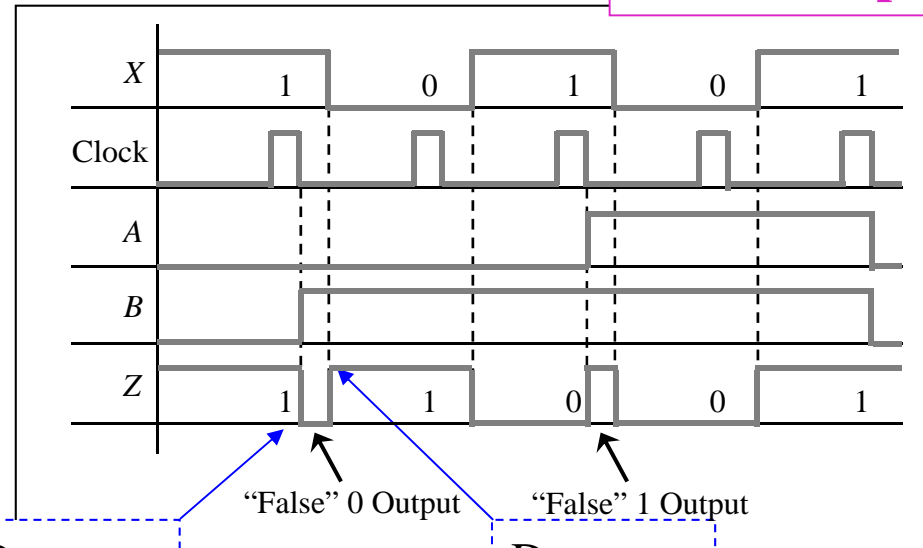 X 1 0 1 0 1
Clock
A
B
Z 1 1 0 0 1
“False” 0 Output “False” 1 Output